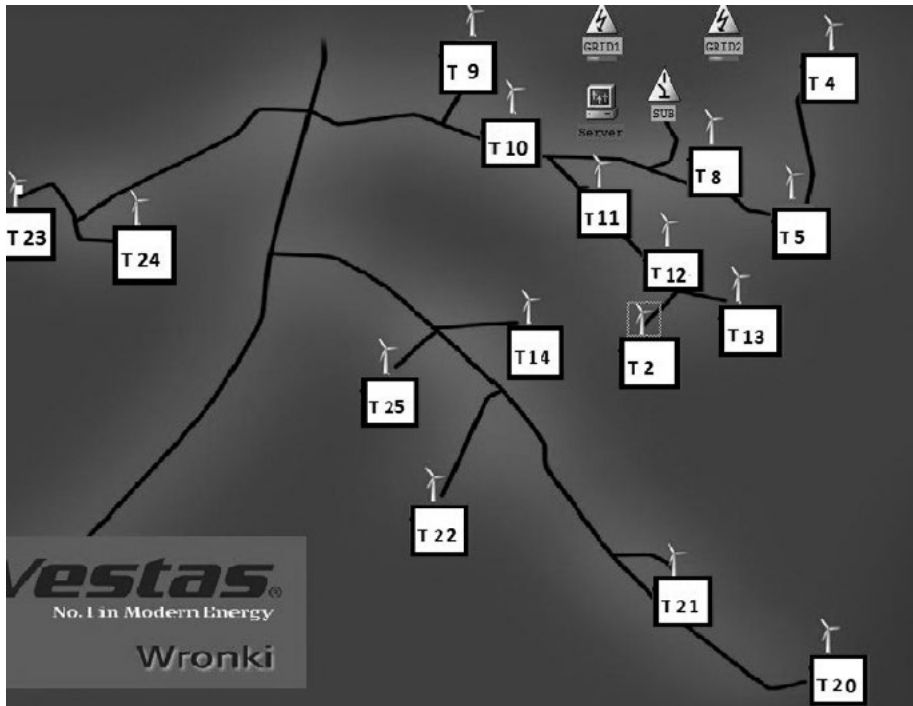 GRID1
GRID2
T 9
T 4
Server
SUB
T 10
T 8
T 11
T 5
T 23
T 24
T 12
T 13
T 14
T 2
T 25
T 22
Vestas®
No. 1 in Modern Energy
Wronki
T 21
T 20